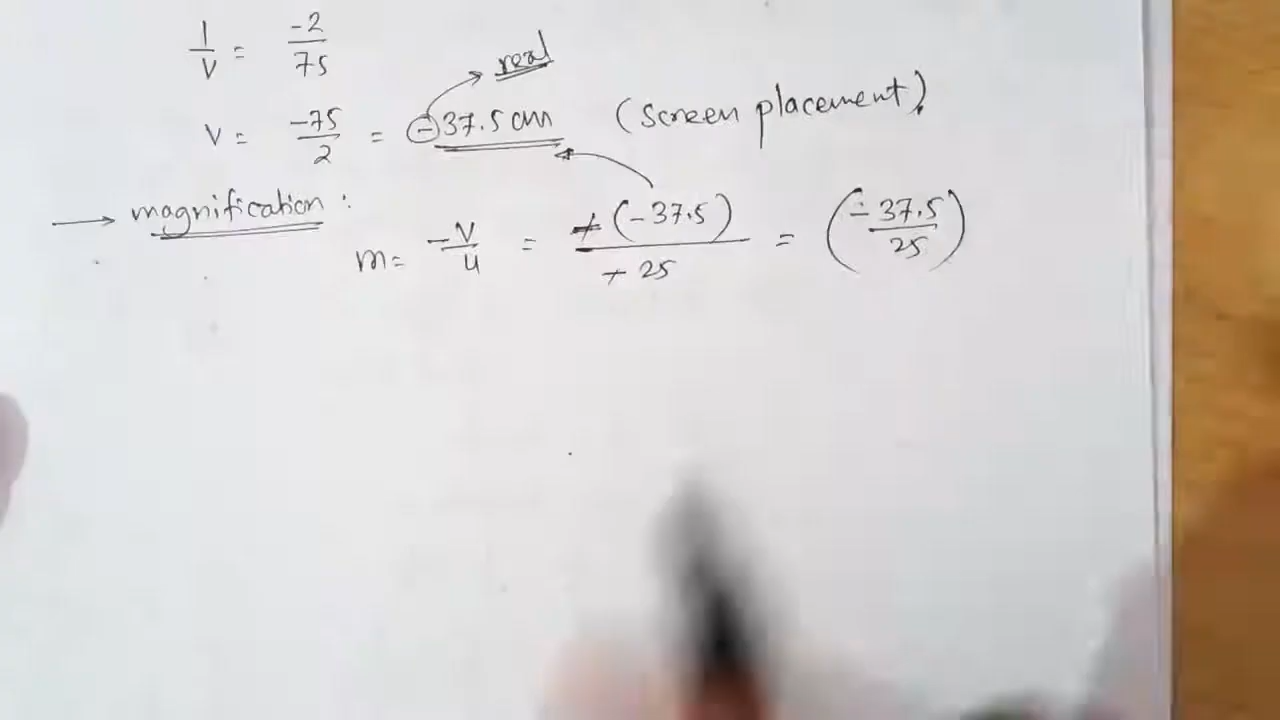 1/v = -2/75
real
v = -75/2 = -37.5 cm (Screen placement)
→ magnification :
m = -v/u = +(-37.5)/+25 = (-37.5/25)